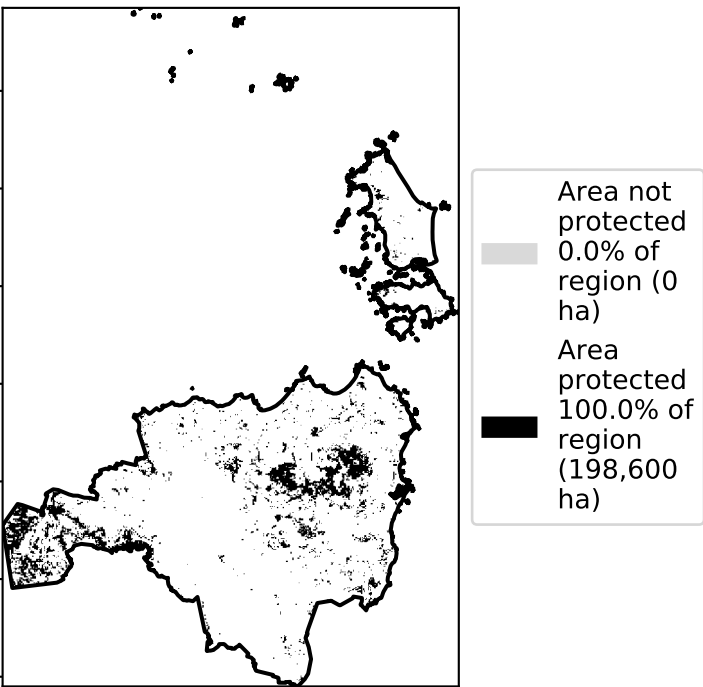 Area not
protected
0.0% of
region (0
ha)
Area
protected
100.0% of
region
(198,600
ha)